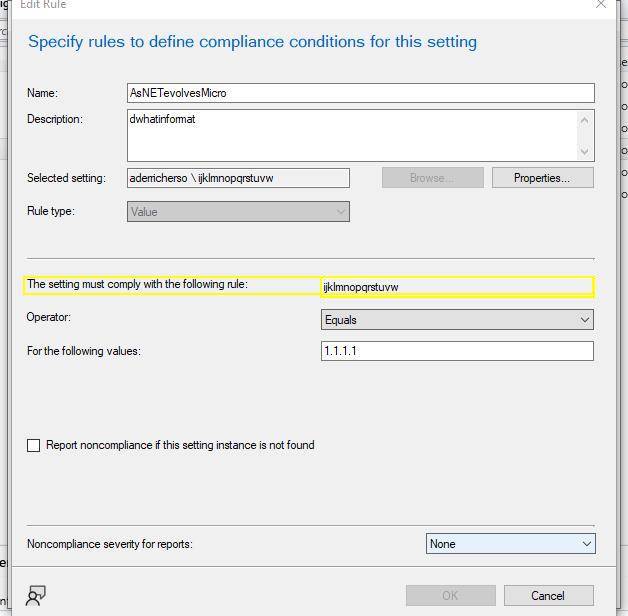 Edit Rule
Specify rules to define compliance conditions for this setting
Name: AsNETevolvesMicro
Description: dwhatinformat
Selected setting: aderricherso \ ijklmnopqrstuvw Browse... Properties...
Rule type: Value
The setting must comply with the following rule: ijklmnopqrstuvw
Operator: Equals
For the following values: 1.1.1.1
Report noncompliance if this setting instance is not found
Noncompliance severity for reports: None
OK Cancel